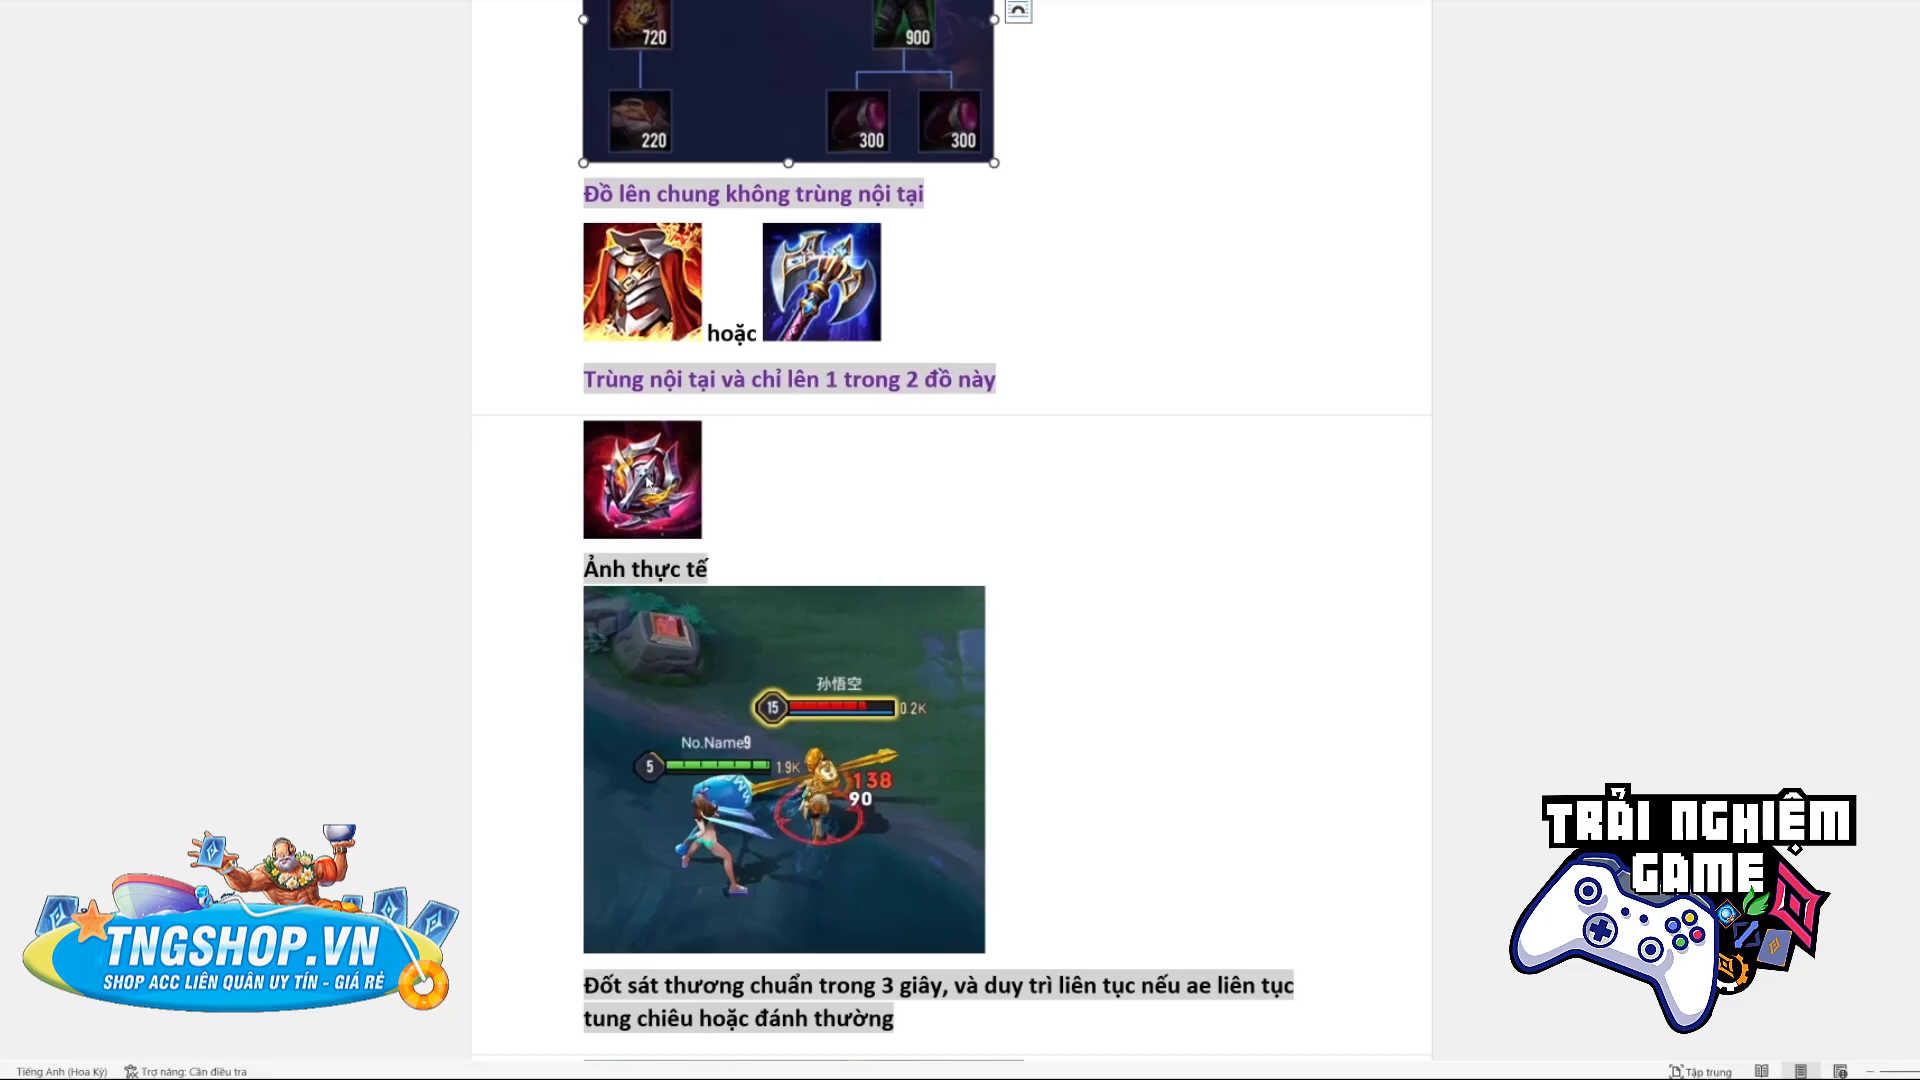 720
900
220
300
300
Đồ lên chung không trùng nội tại
hoặc
Trùng nội tại và chỉ lên 1 trong 2 đồ này
Ảnh thực tế
孙悟空
15
0.2K
No.Name9
5
1.9K
138
90
Đốt sát thương chuẩn trong 3 giây, và duy trì liên tục nếu ae liên tục
tung chiêu hoặc đánh thường
TNGSHOP.VN
SHOP ACC LIÊN QUÂN UY TÍN - GIÁ RẺ
TRẢI NGHIỆM
GAME
Tiếng Anh (Hoa Kỳ)
Trợ năng: Cần điều tra
Tập trung